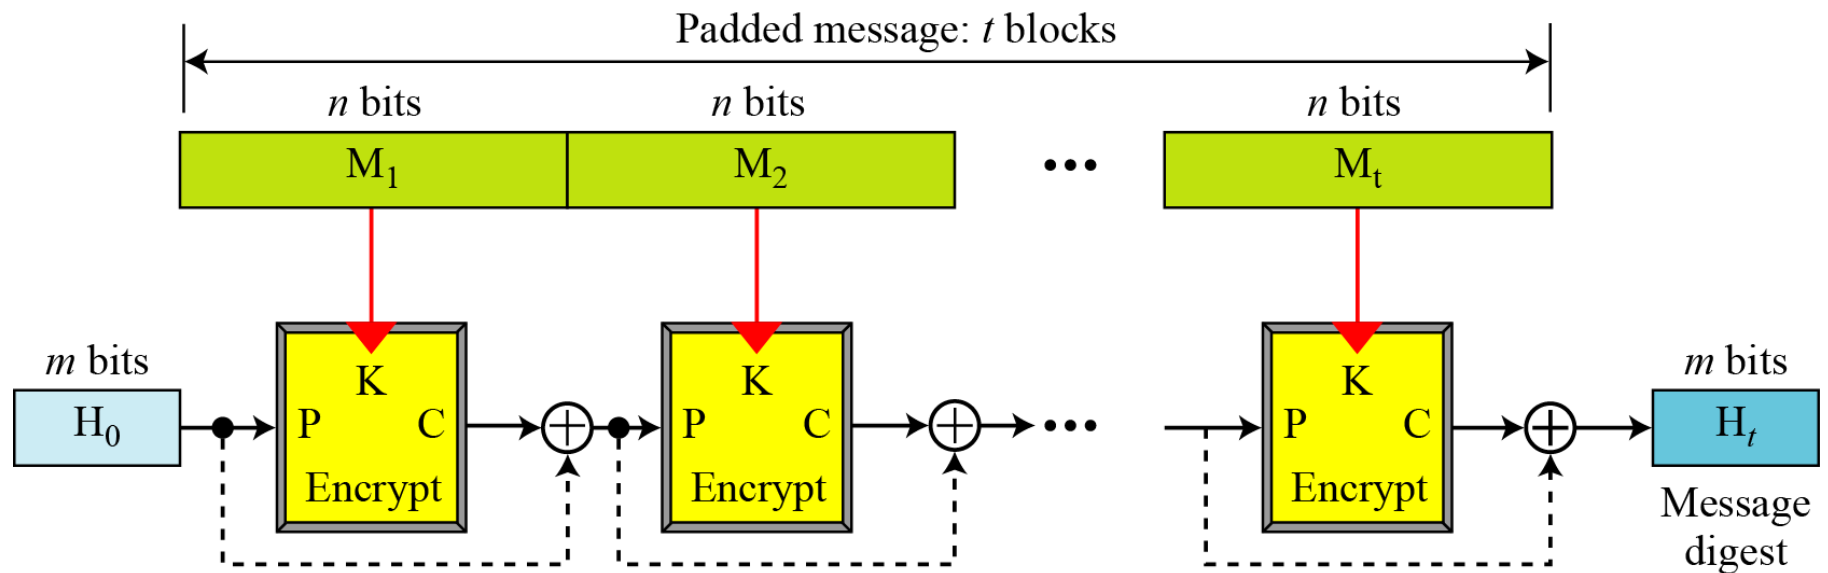 Padded message: t blocks
n bits n bits n bits
M1 M2 ••• Mt
m bits K K K m bits
H0 P C P C ••• P C Ht
Encrypt Encrypt Encrypt Message
digest